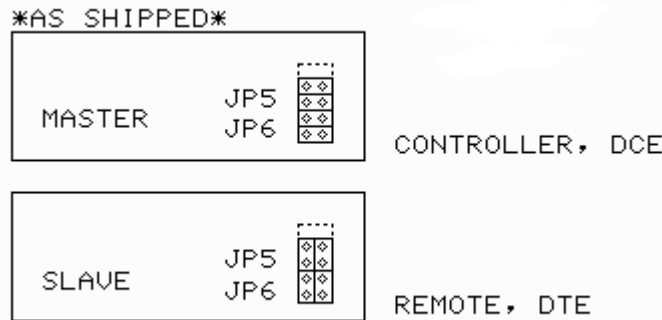 *AS SHIPPED*
JP5
MASTER
JP6
CONTROLLER, DCE
JP5
SLAVE
JP6
REMOTE, DTE